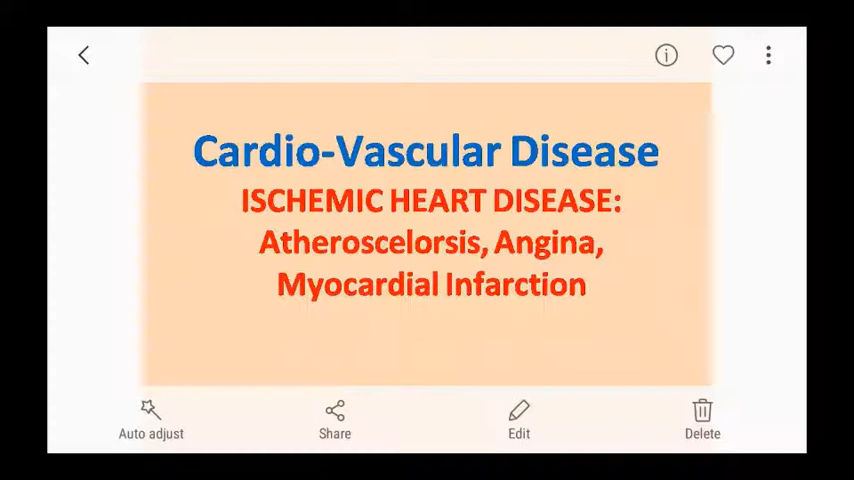 Cardio-Vascular Disease
ISCHEMIC HEART DISEASE:
Atheroscelorsis, Angina,
Myocardial Infarction
Auto adjust
Share
Edit
Delete